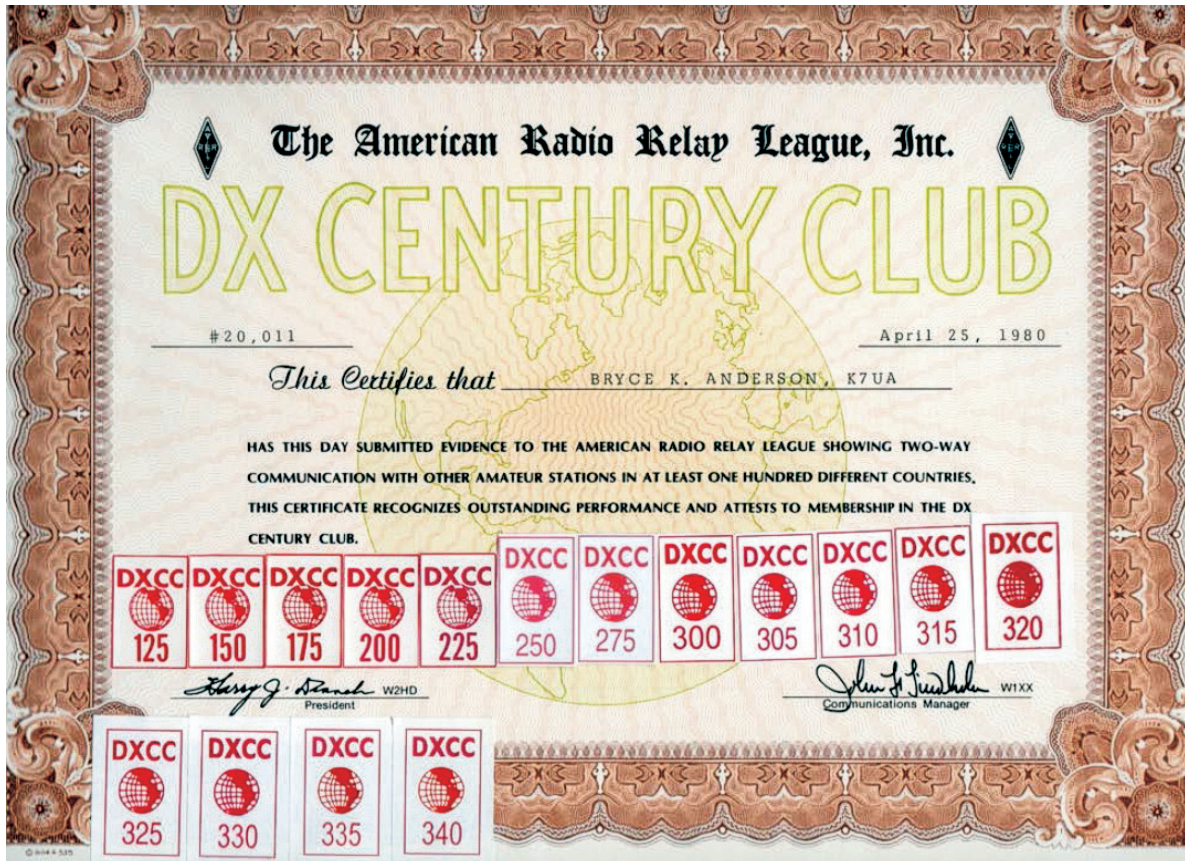 The American Radio Relay League, Inc.
DX CENTURY CLUB
#20,011
April 25, 1980
This Certifies that BRYCE K. ANDERSON, K7UA
HAS THIS DAY SUBMITTED EVIDENCE TO THE AMERICAN RADIO RELAY LEAGUE SHOWING TWO-WAY
COMMUNICATION WITH OTHER AMATEUR STATIONS IN AT LEAST ONE HUNDRED DIFFERENT COUNTRIES.
THIS CERTIFICATE RECOGNIZES OUTSTANDING PERFORMANCE AND ATTESTS TO MEMBERSHIP IN THE DX
CENTURY CLUB.
DXCC DXCC DXCC DXCC DXCC DXCC DXCC DXCC DXCC DXCC DXCC DXCC
125 150 175 200 225 250 275 300 305 310 315 320
Harry J. W2HD
President
John W1XX
Communications Manager
DXCC DXCC DXCC DXCC
325 330 335 340